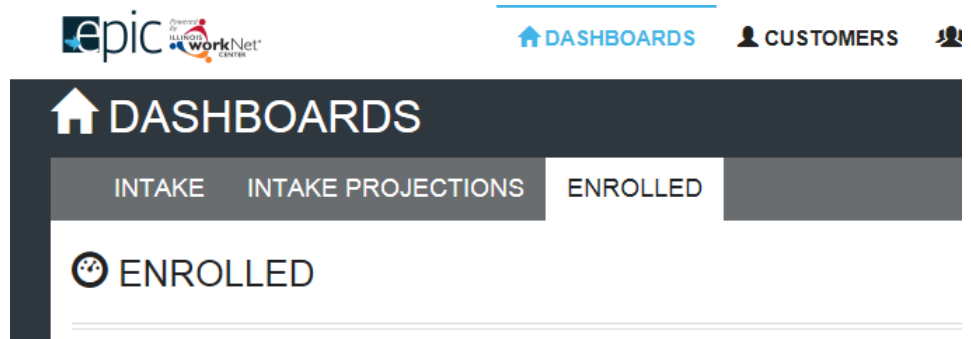 epic Powered by ILLINOIS workNet CENTER
DASHBOARDS CUSTOMERS
DASHBOARDS
INTAKE INTAKE PROJECTIONS ENROLLED
ENROLLED